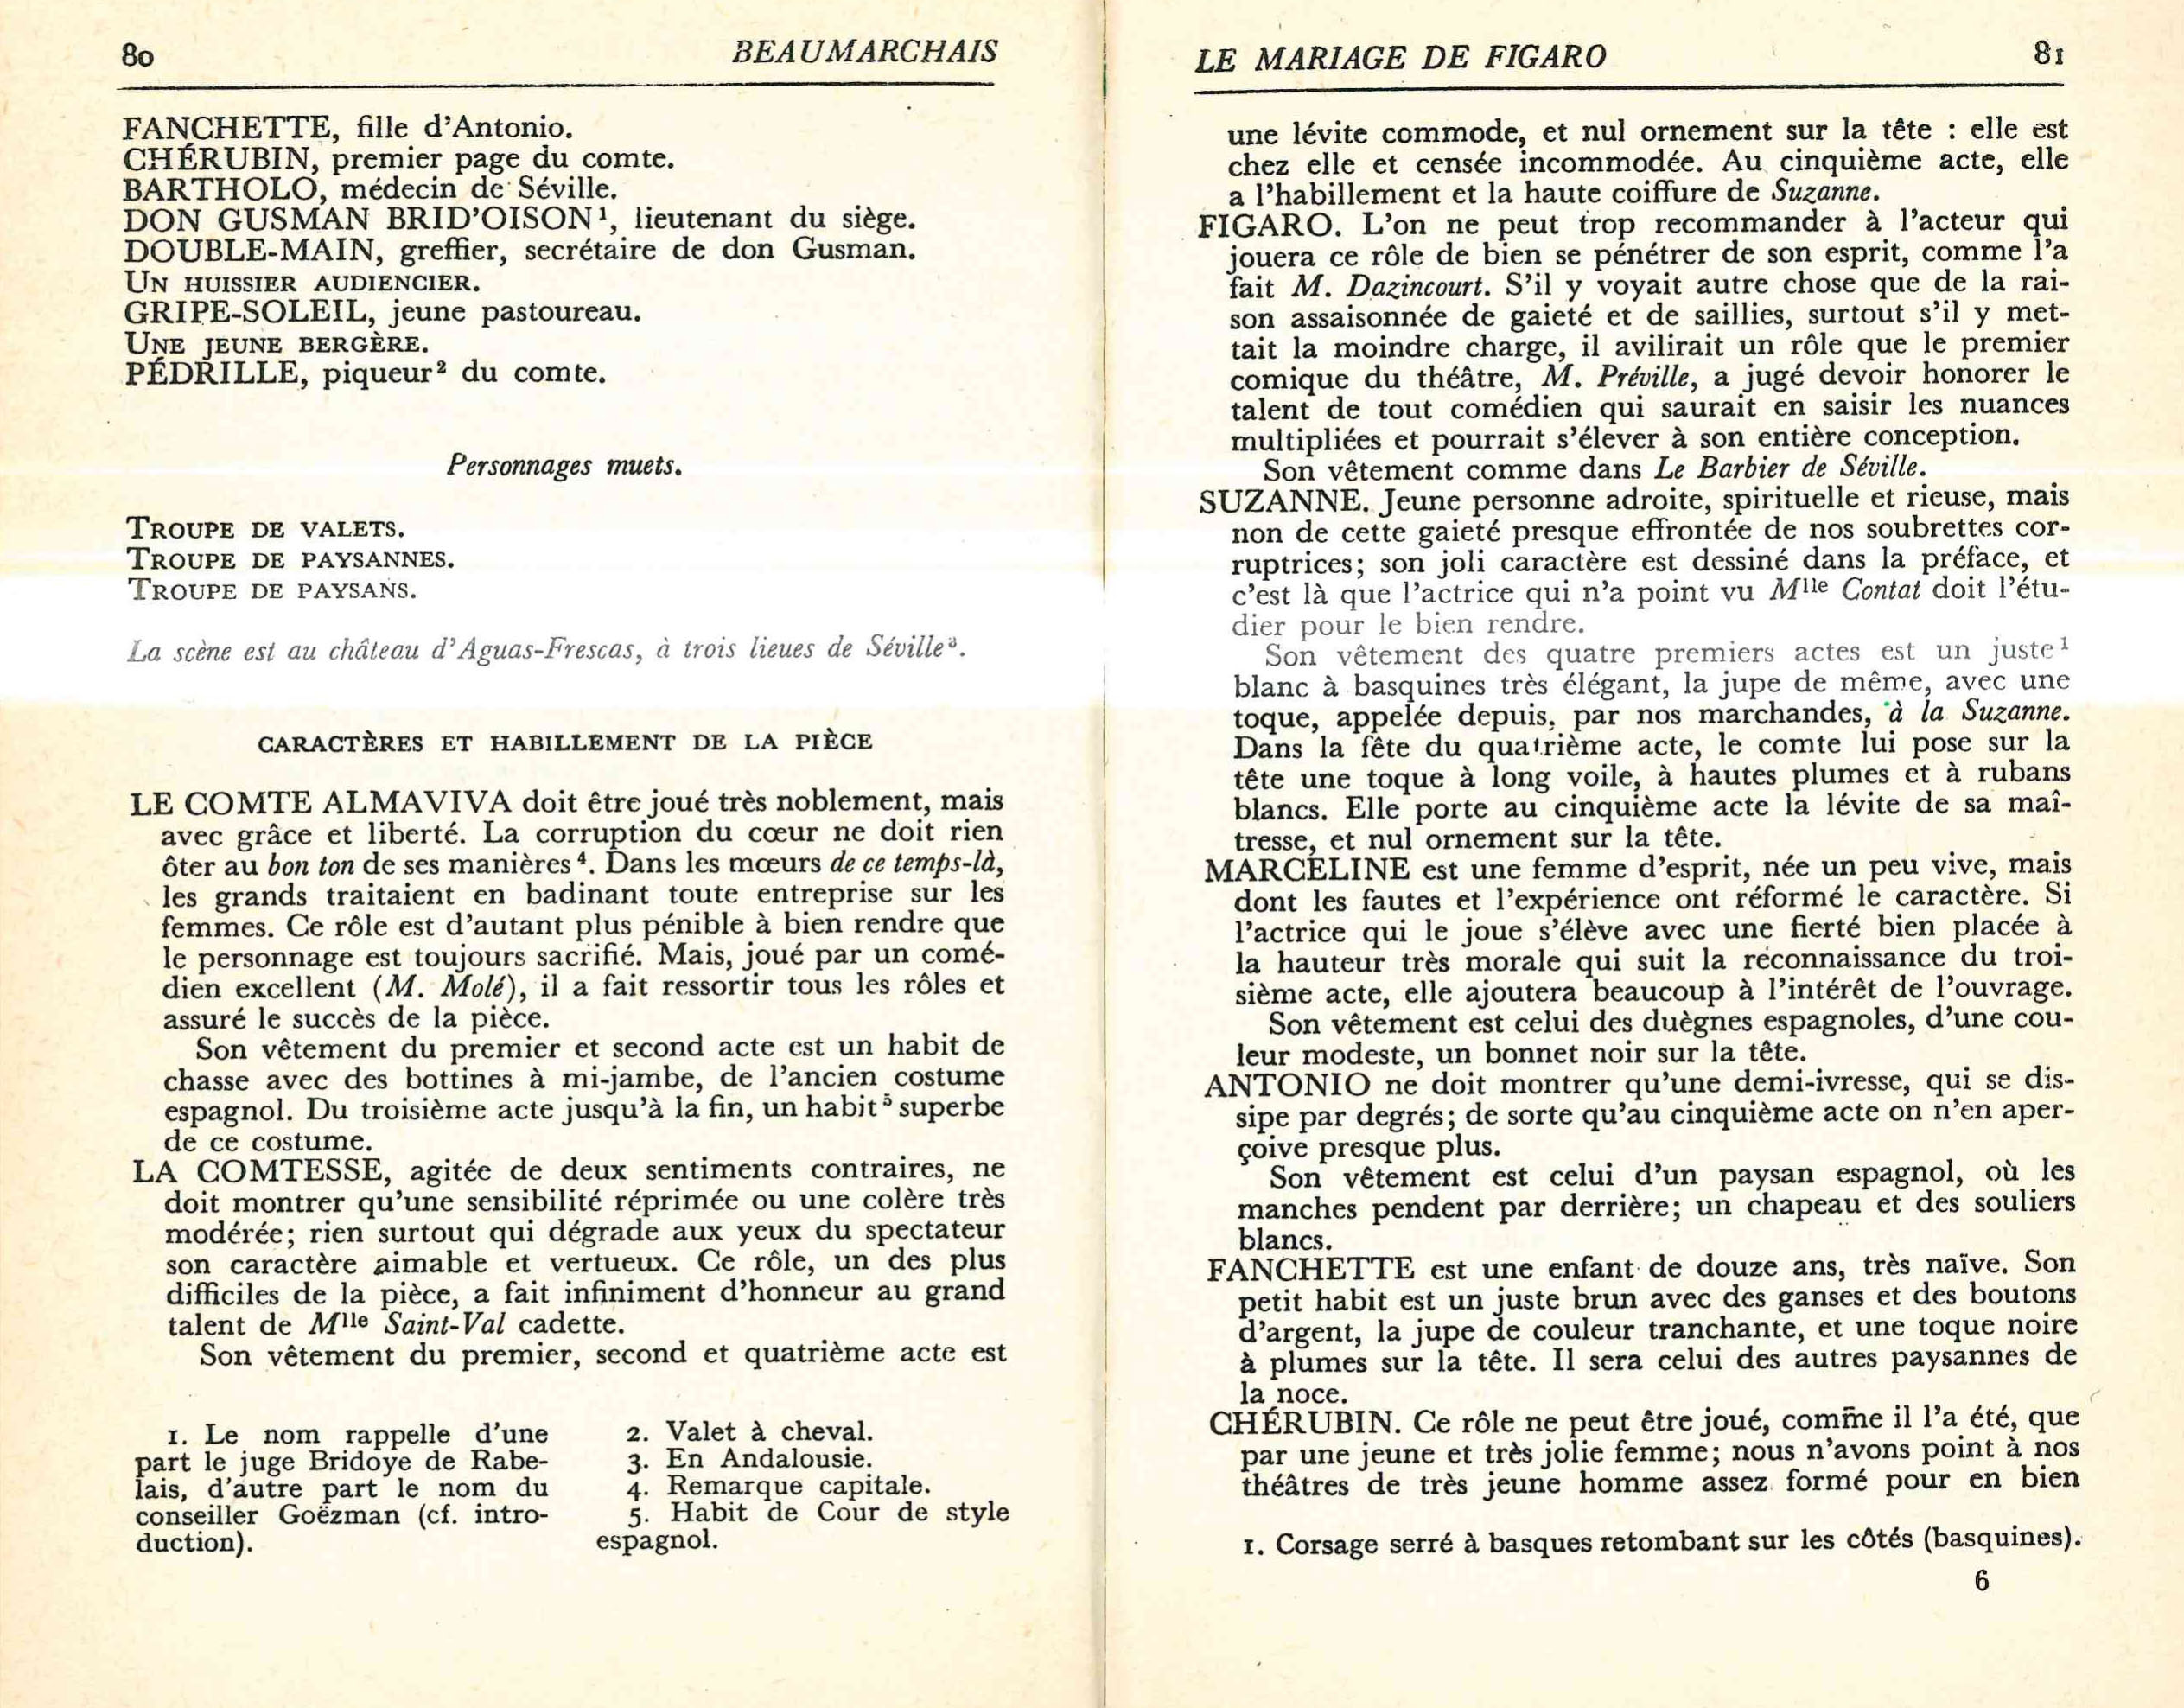 80
BEAUMARCHAIS
FANCHETTE, fille d'Antonio.
CHÉRUBIN, premier page du comte.
BARTHOLO, médecin de Séville.
DON GUSMAN BRID'OISON¹, lieutenant du siège.
DOUBLE-MAIN, greffier, secrétaire de don Gusman.
UN HUISSIER AUDIENCIER.
GRIPE-SOLEIL, jeune pastoureau.
UNE JEUNE BERGÈRE.
PÉDRILLE, piqueur² du comte.
Personnages muets.
TROUPE DE VALETS.
TROUPE DE PAYSANNES.
TROUPE DE PAYSANS.
La scène est au château d'Aguas-Frescas, à trois lieues de Séville³.
CARACTÈRES ET HABILLEMENT DE LA PIÈCE
LE COMTE ALMAVIVA doit être joué très noblement, mais
avec grâce et liberté. La corruption du cœur ne doit rien
ôter au bon ton de ses manières⁴. Dans les mœurs de ce temps-là,
les grands traitaient en badinant toute entreprise sur les
femmes. Ce rôle est d'autant plus pénible à bien rendre que
le personnage est toujours sacrifié. Mais, joué par un comé-
dien excellent (M. Molé), il a fait ressortir tous les rôles et
assuré le succès de la pièce.
Son vêtement du premier et second acte est un habit de
chasse avec des bottines à mi-jambe, de l'ancien costume
espagnol. Du troisième acte jusqu'à la fin, un habit⁵ superbe
de ce costume.
LA COMTESSE, agitée de deux sentiments contraires, ne
doit montrer qu'une sensibilité réprimée ou une colère très
modérée; rien surtout qui dégrade aux yeux du spectateur
son caractère aimable et vertueux. Ce rôle, un des plus
difficiles de la pièce, a fait infiniment d'honneur au grand
talent de Mlle Saint-Val cadette.
Son vêtement du premier, second et quatrième acte est
1. Le nom rappelle d'une
part le juge Bridoye de Rabe-
lais, d'autre part le nom du
conseiller Goëzman (cf. intro-
duction).
2. Valet à cheval.
3. En Andalousie.
4. Remarque capitale.
5. Habit de Cour de style
espagnol.
LE MARIAGE DE FIGARO
81
une lévite commode, et nul ornement sur la tête : elle est
chez elle et censée incommodée. Au cinquième acte, elle
a l'habillement et la haute coiffure de Suzanne.
FIGARO. L'on ne peut trop recommander à l'acteur qui
jouera ce rôle de bien se pénétrer de son esprit, comme l'a
fait M. Dazincourt. S'il y voyait autre chose que de la rai-
son assaisonnée de gaieté et de saillies, surtout s'il y met-
tait la moindre charge, il avilirait un rôle que le premier
comique du théâtre, M. Préville, a jugé devoir honorer le
talent de tout comédien qui saurait en saisir les nuances
multipliées et pourrait s'élever à son entière conception.
Son vêtement comme dans Le Barbier de Séville.
SUZANNE. Jeune personne adroite, spirituelle et rieuse, mais
non de cette gaieté presque effrontée de nos soubrettes cor-
ruptrices; son joli caractère est dessiné dans la préface, et
c'est là que l'actrice qui n'a point vu Mlle Contat doit l'étu-
dier pour le bien rendre.
Son vêtement des quatre premiers actes est un juste¹
blanc à basquines très élégant, la jupe de même, avec une
toque, appelée depuis, par nos marchandes, à la Suzanne.
Dans la fête du quatrième acte, le comte lui pose sur la
tête une toque à long voile, à hautes plumes et à rubans
blancs. Elle porte au cinquième acte la lévite de sa maî-
tresse, et nul ornement sur la tête.
MARCELINE est une femme d'esprit, née un peu vive, mais
dont les fautes et l'expérience ont réformé le caractère. Si
l'actrice qui le joue s'élève avec une fierté bien placée à
la hauteur très morale qui suit la reconnaissance du troi-
sième acte, elle ajoutera beaucoup à l'intérêt de l'ouvrage.
Son vêtement est celui des duègnes espagnoles, d'une cou-
leur modeste, un bonnet noir sur la tête.
ANTONIO ne doit montrer qu'une demi-ivresse, qui se dis-
sipe par degrés; de sorte qu'au cinquième acte on n'en aper-
çoive presque plus.
Son vêtement est celui d'un paysan espagnol, où les
manches pendent par derrière; un chapeau et des souliers
blancs.
FANCHETTE est une enfant de douze ans, très naïve. Son
petit habit est un juste brun avec des ganses et des boutons
d'argent, la jupe de couleur tranchante, et une toque noire
à plumes sur la tête. Il sera celui des autres paysannes de
la noce.
CHÉRUBIN. Ce rôle ne peut être joué, comme il l'a été, que
par une jeune et très jolie femme; nous n'avons point à nos
théâtres de très jeune homme assez formé pour en bien
1. Corsage serré à basques retombant sur les côtés (basquines).
6